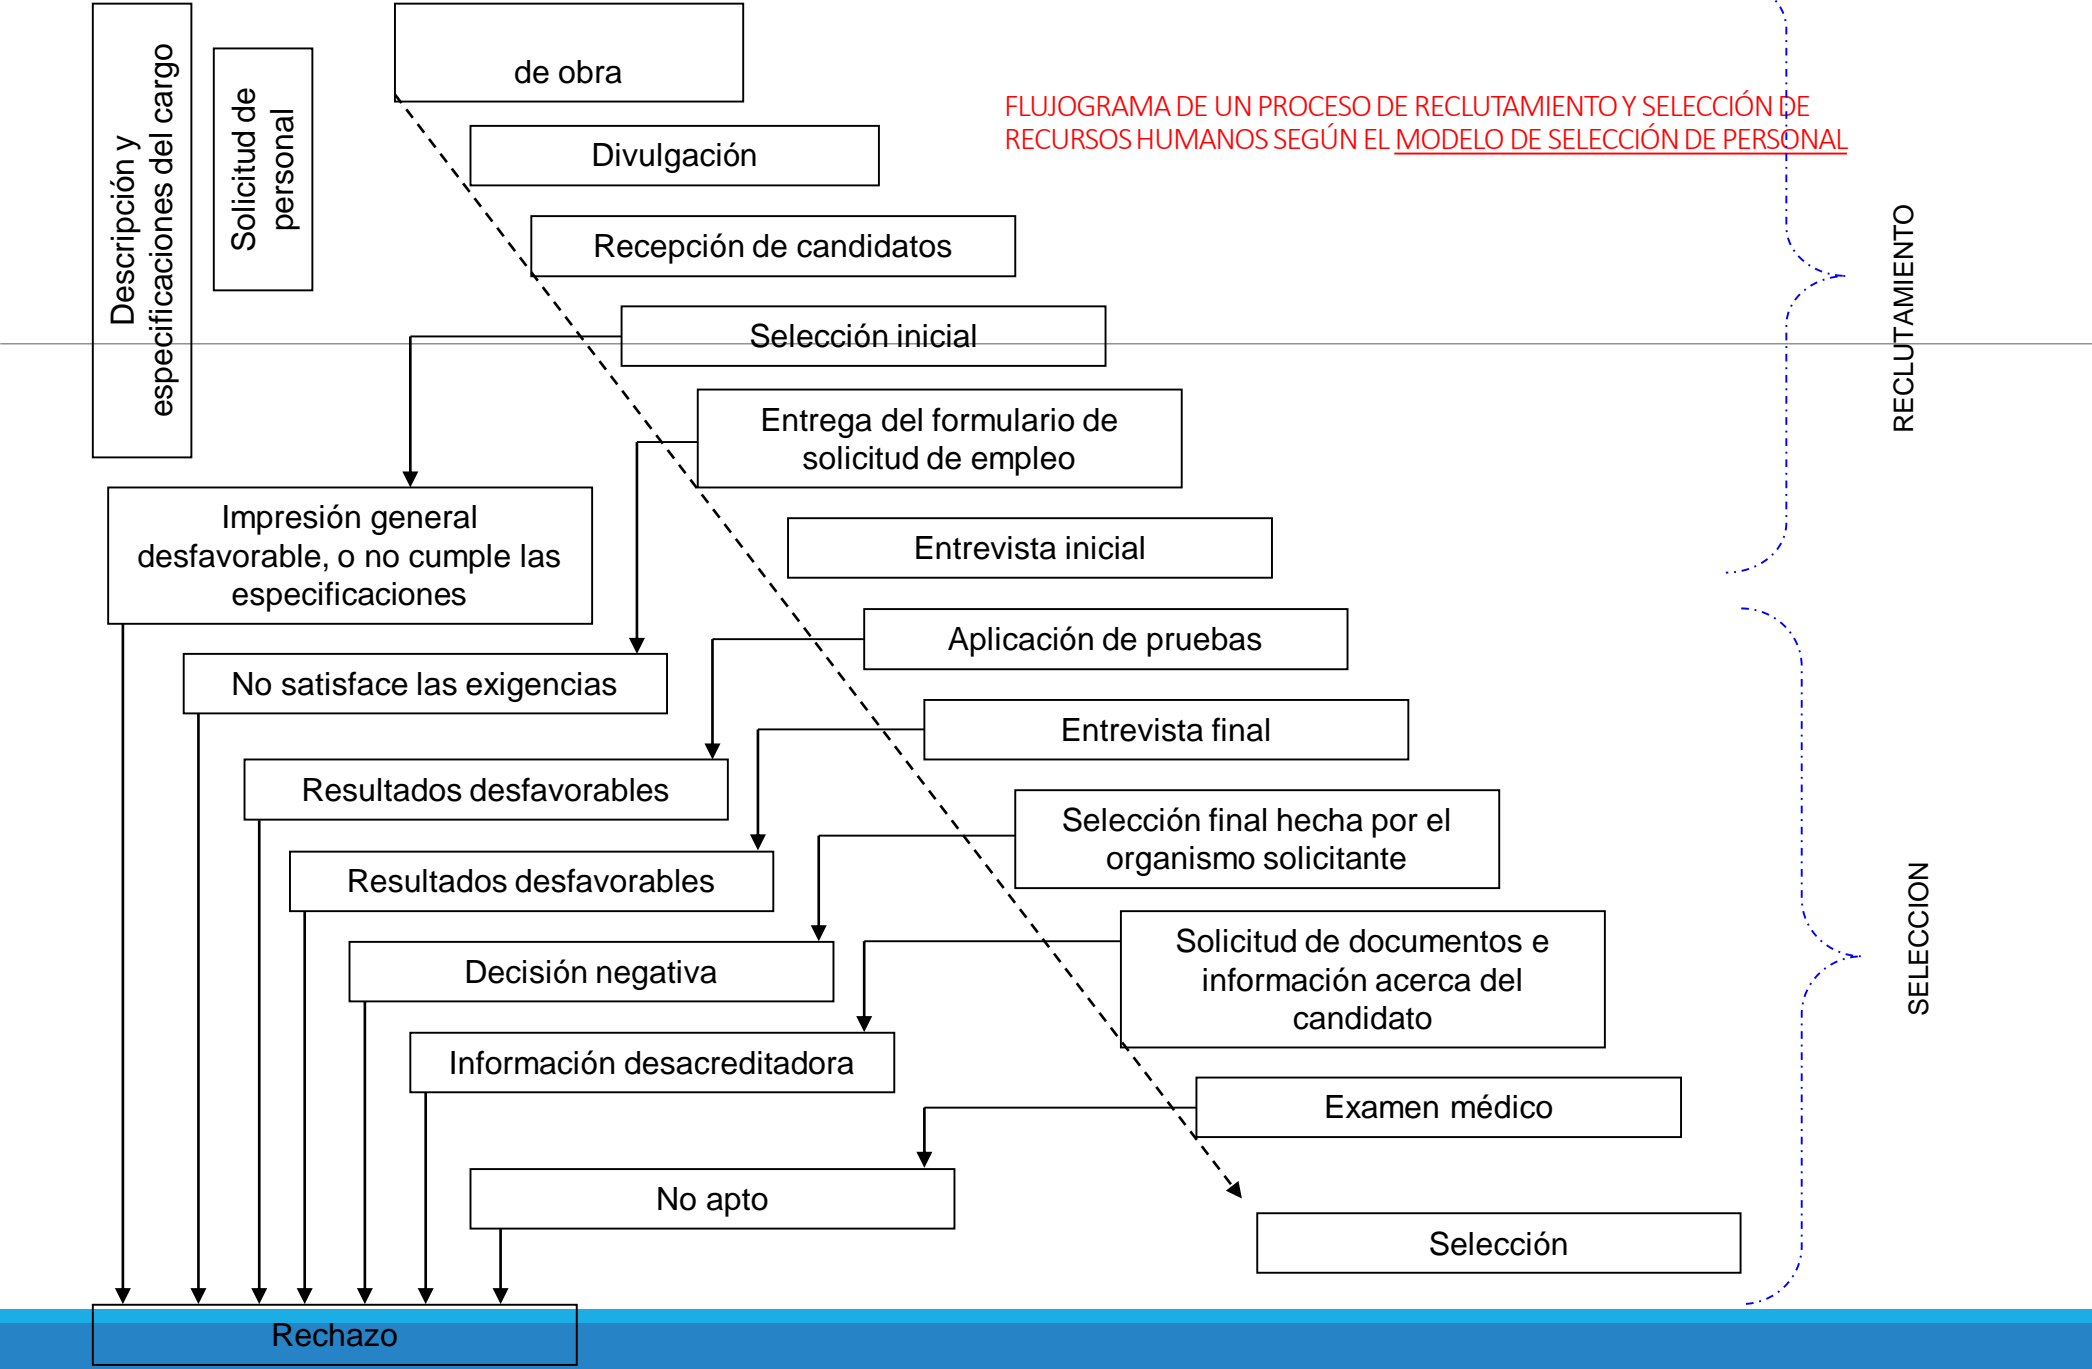 Descripción y
especificaciones del cargo
Solicitud de
personal
de obra
FLUJOGRAMA DE UN PROCESO DE RECLUTAMIENTO Y SELECCIÓN DE
RECURSOS HUMANOS SEGÚN EL MODELO DE SELECCIÓN DE PERSONAL
Divulgación
Recepción de candidatos
RECLUTAMIENTO
Selección inicial
Entrega del formulario de
solicitud de empleo
Impresión general
desfavorable, o no cumple las
especificaciones
Entrevista inicial
Aplicación de pruebas
No satisface las exigencias
Entrevista final
Resultados desfavorables
Selección final hecha por el
organismo solicitante
Resultados desfavorables
SELECCION
Solicitud de documentos e
información acerca del
candidato
Decisión negativa
Información desacreditadora
Examen médico
No apto
Selección
Rechazo